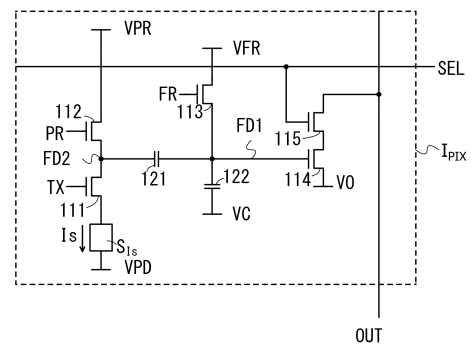 VPR
VFR
SEL
FR
113
112
PR
FD2
FD1
115
114
121
122
TX
111
VO
VC
Is
S_Is
VPD
I_PIX
OUT